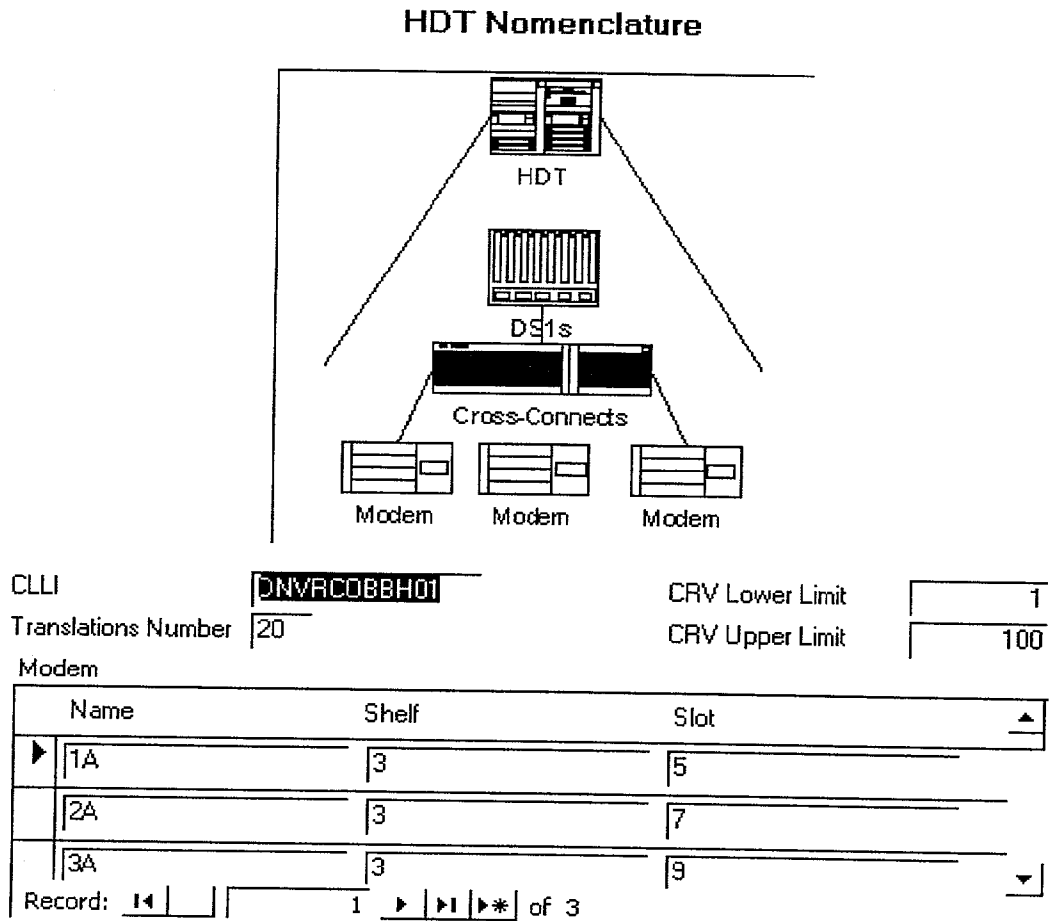 HDT Nomenclature
HDT
DS1s
Cross-Connects
Modem Modem Modem
CLLI DNVRCOBBH01 CRV Lower Limit 1
Translations Number 20 CRV Upper Limit 100
Modem
Name Shelf Slot
1A 3 5
2A 3 7
3A 3 9
Record: 1 of 3